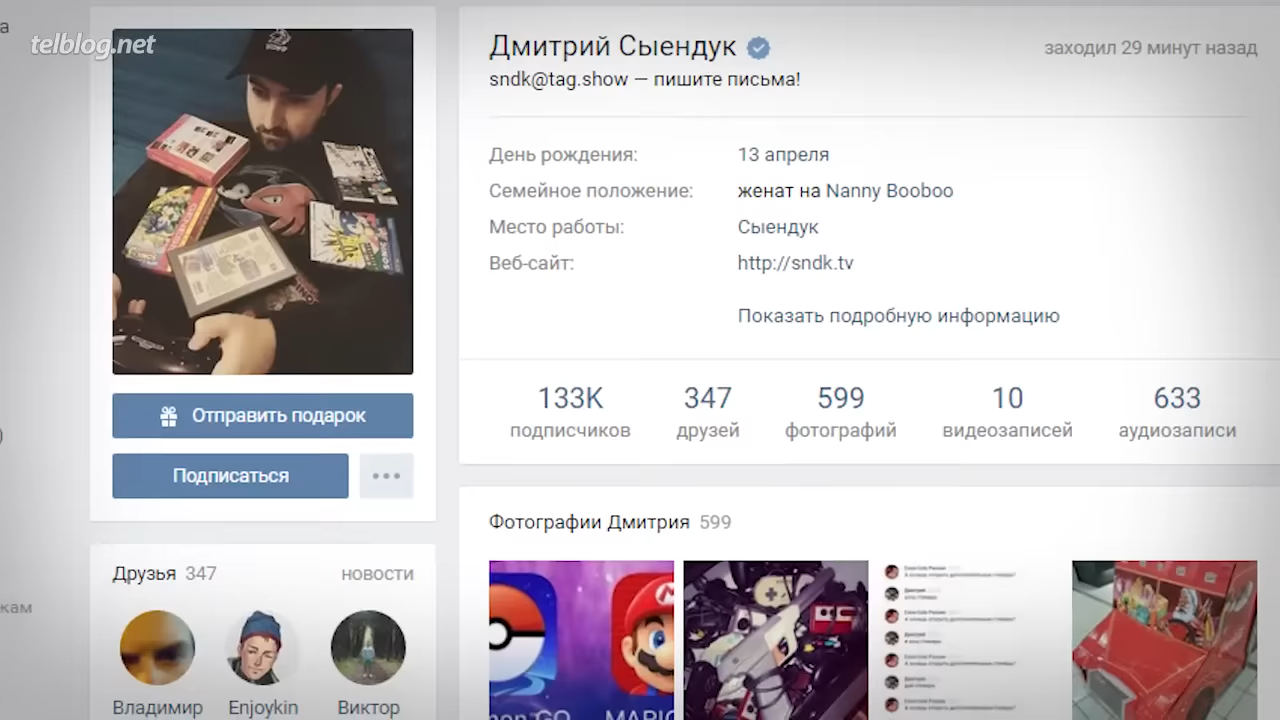 telblog.net
а
Дмитрий Сыендук
заходил 29 минут назад
sndk@tag.show — пишите письма!
День рождения: 13 апреля
Семейное положение: женат на Nanny Booboo
Место работы: Сыендук
Веб-сайт: http://sndk.tv
Показать подробную информацию
133K 347 599 10 633
подписчиков друзей фотографий видеозаписей аудиозаписи
Отправить подарок
Подписаться
)
Фотографии Дмитрия 599
Друзья 347 новости
кам
Владимир Enjoykin Виктор